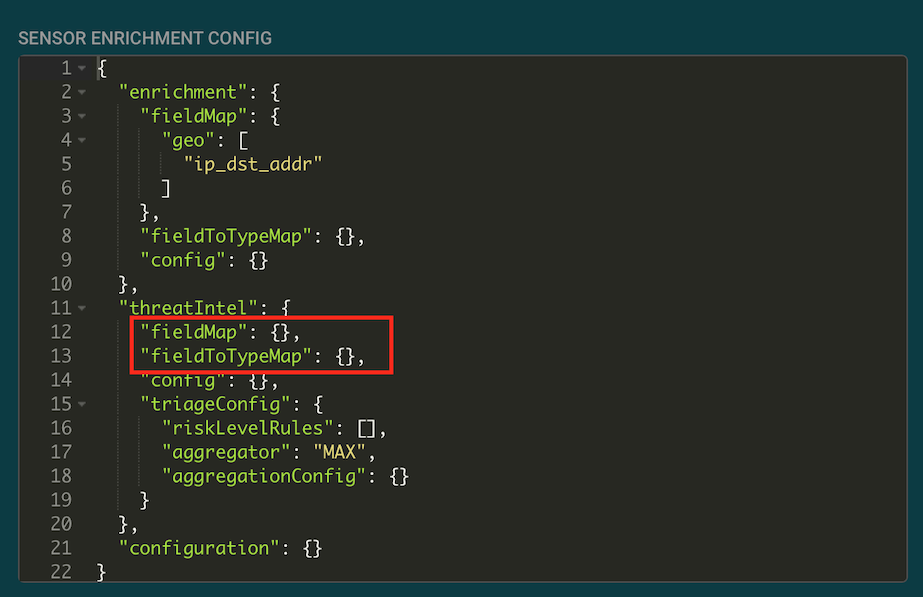 SENSOR ENRICHMENT CONFIG
1 {
2 "enrichment": {
3 "fieldMap": {
4 "geo": [
5 "ip_dst_addr"
6 ]
7 },
8 "fieldToTypeMap": {},
9 "config": {}
10 },
11 "threatIntel": {
12 "fieldMap": {},
13 "fieldToTypeMap": {},
14 "config": {},
15 "triageConfig": {
16 "riskLevelRules": [],
17 "aggregator": "MAX",
18 "aggregationConfig": {}
19 }
20 },
21 "configuration": {}
22 }